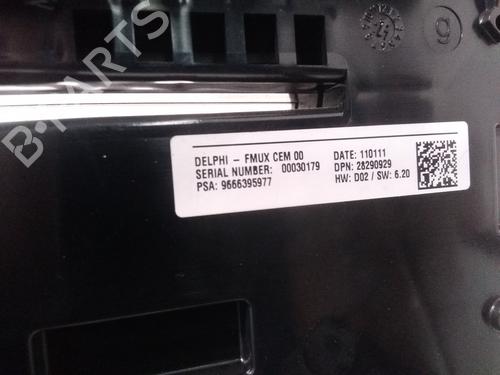 DELPHI - FMUX CEM 00 DATE: 110111
SERIAL NUMBER: 00030179 DPN: 28290929
PSA: 9666395977 HW: D02 / SW: 6.20
g
B-PARTS